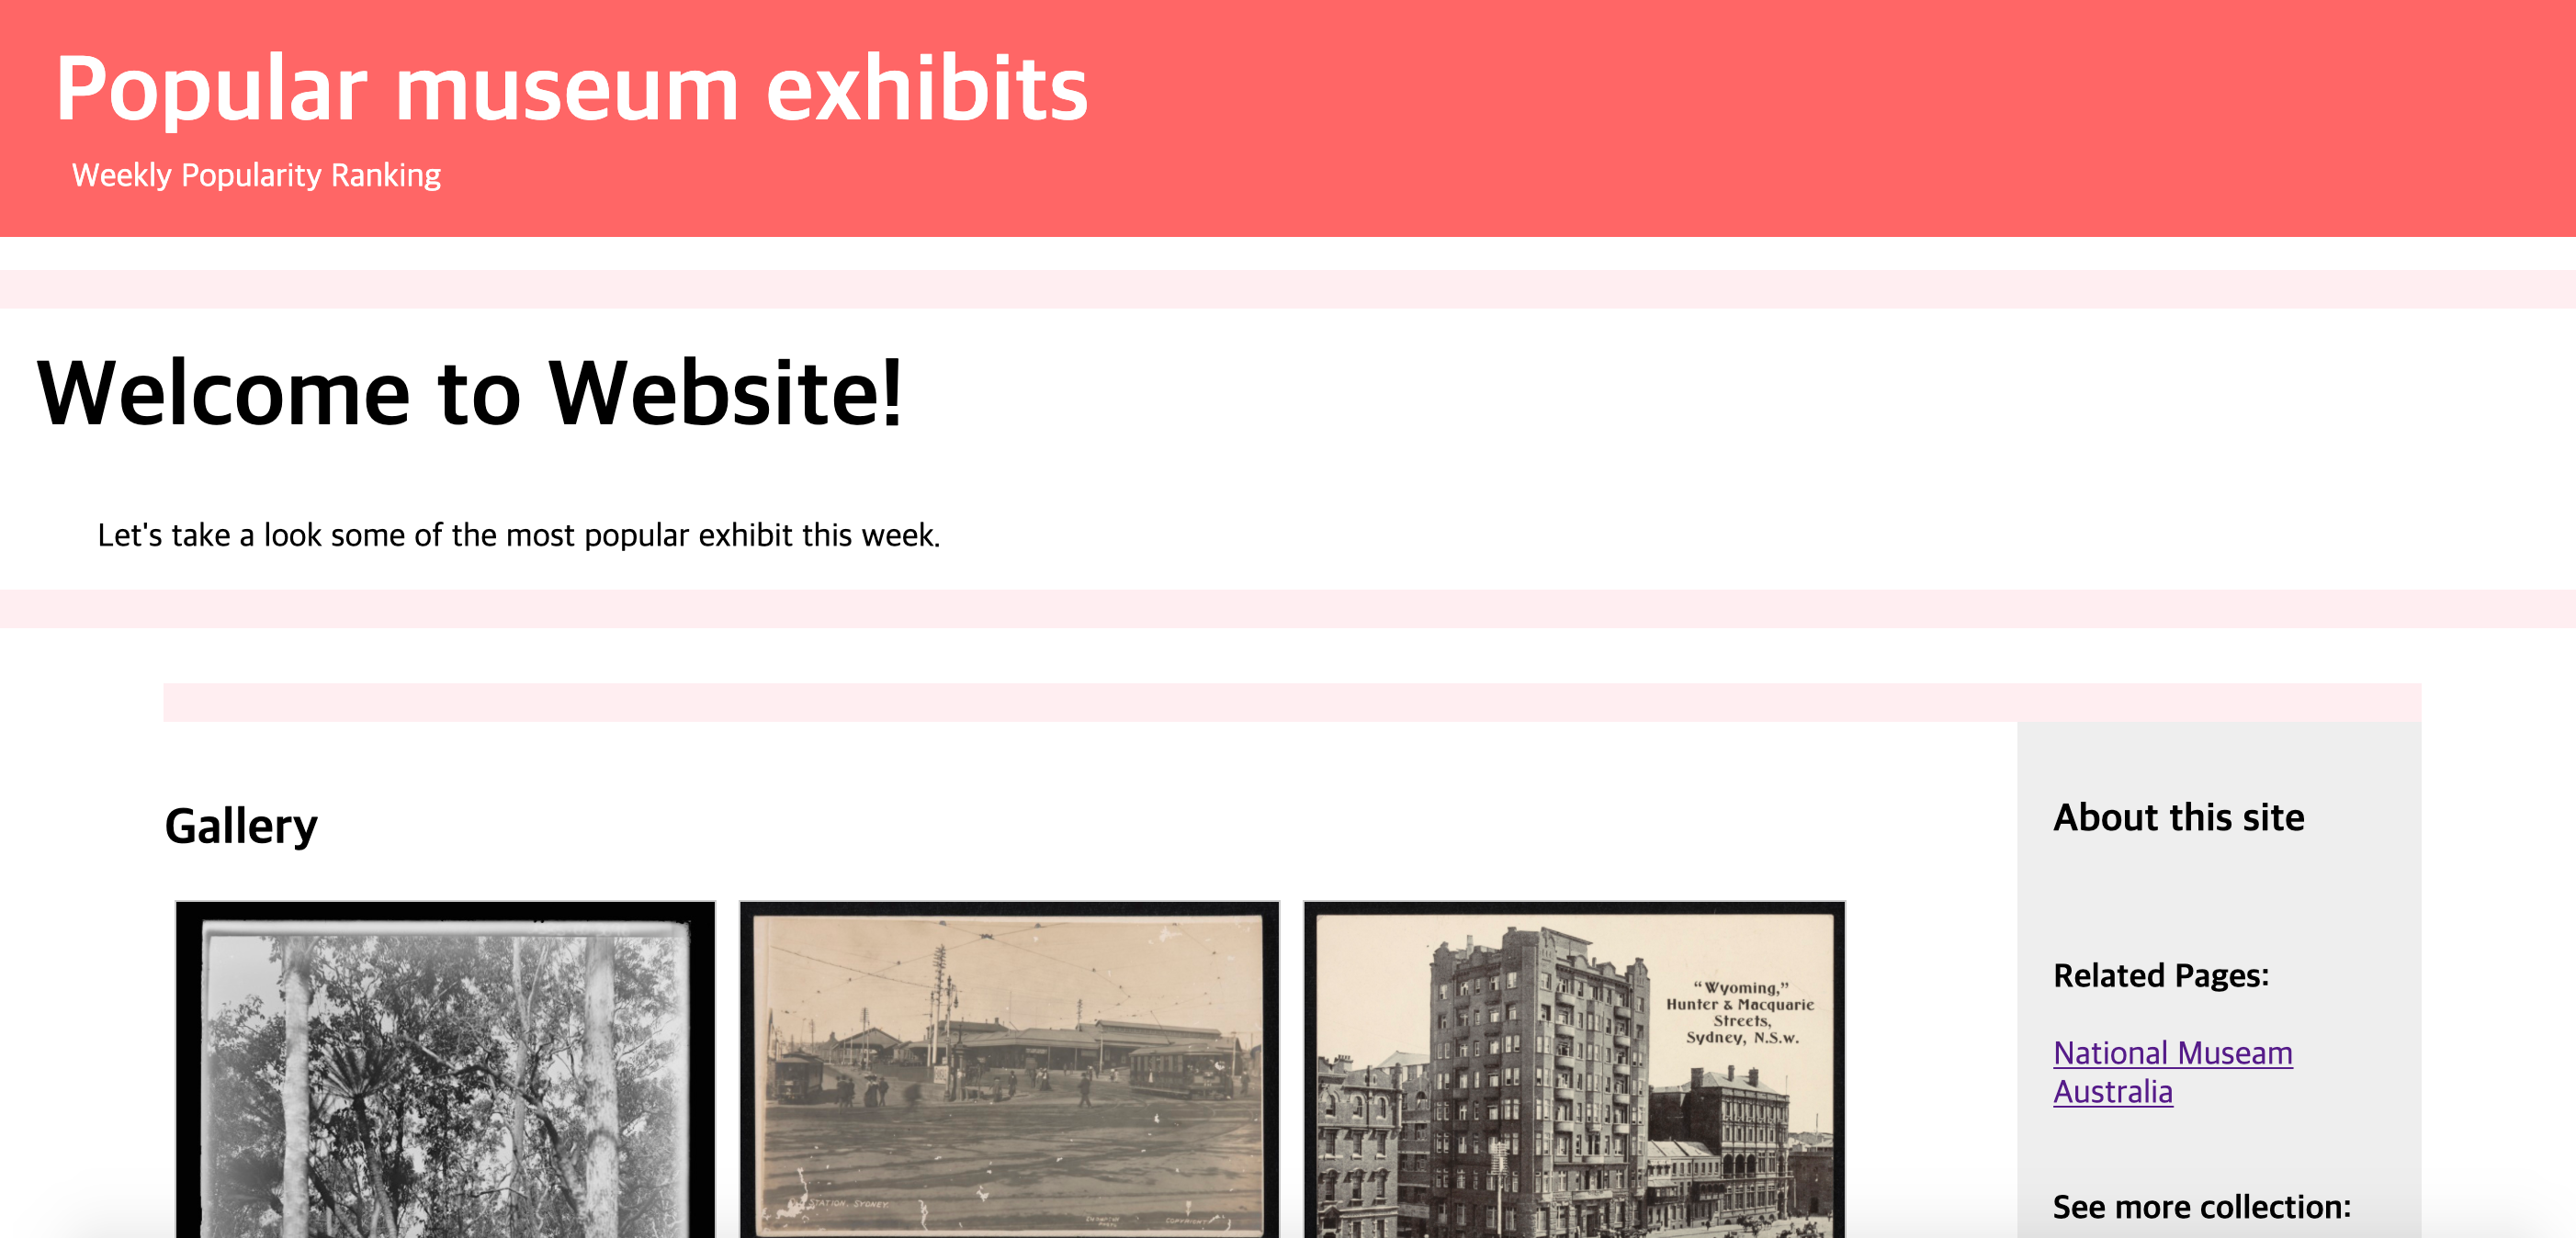 Popular museum exhibits
Weekly Popularity Ranking
Welcome to Website!
Let's take a look some of the most popular exhibit this week.
Gallery
About this site
Related Pages:
National Museam
Australia
See more collection:
STATION. SYDNEY.
COPYRIGHT
"Wyoming,"
Hunter & Macquarie
Streets,
Sydney, N.S.W.